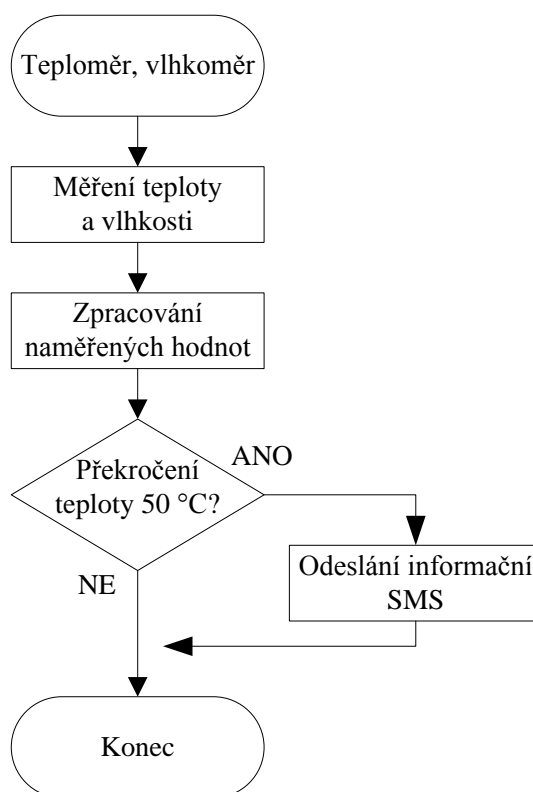 Teploměr, vlhkoměr
Měření teploty
a vlhkosti
Zpracování
naměřených hodnot
ANO
Překročení
teploty 50 °C?
NE
Odeslání informační
SMS
Konec